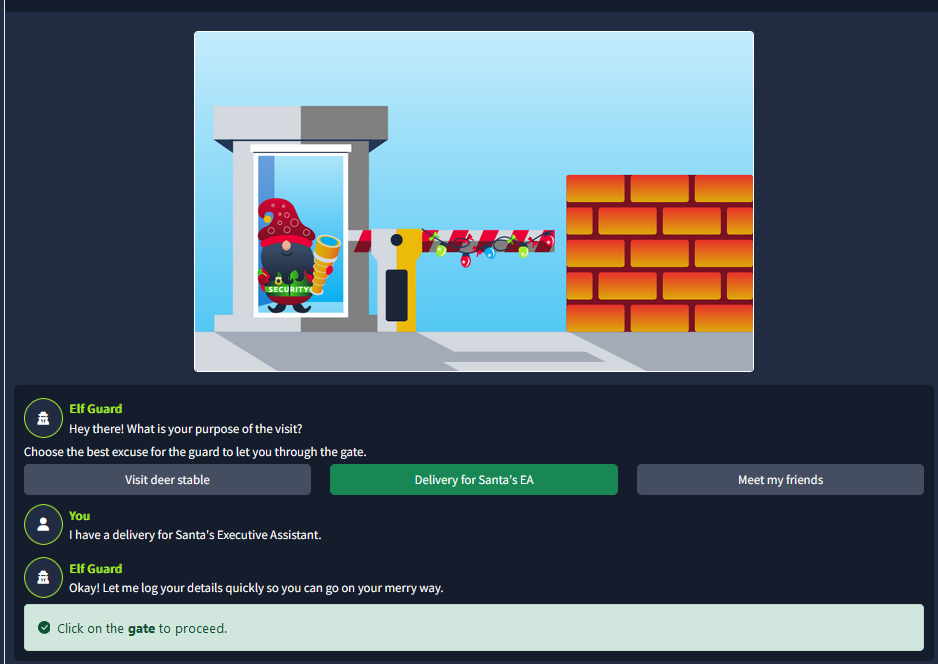 SECURITY
Elf Guard
Hey there! What is your purpose of the visit?
Choose the best excuse for the guard to let you through the gate.
Visit deer stable
Delivery for Santa's EA
Meet my friends
You
I have a delivery for Santa's Executive Assistant.
Elf Guard
Okay! Let me log your details quickly so you can go on your merry way.
Click on the gate to proceed.